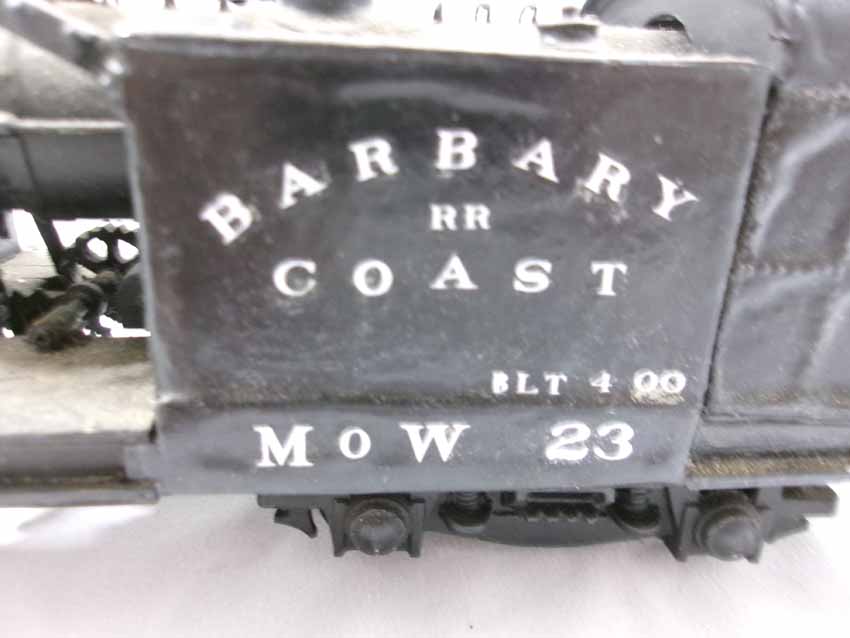 BARBARY
RR
COAST
BLT 4 00
MoW 23